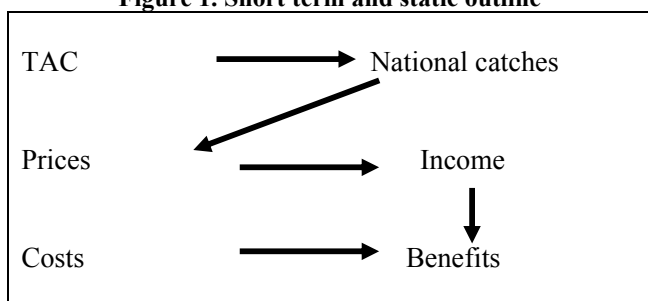 Figure 1. Short term and static outline
TAC National catches
Prices Income
Costs Benefits